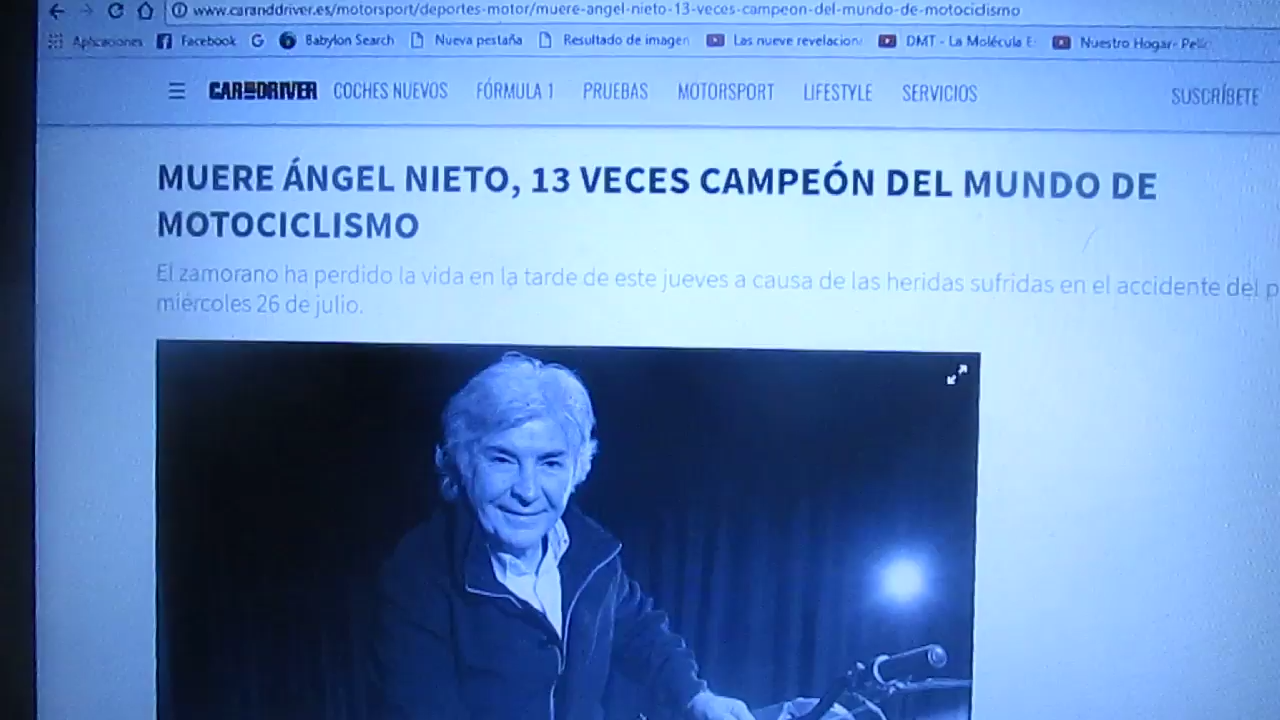 www.caranddriver.es/motorsport/deportes-motor/muere-angel-nieto-13-veces-campeon-del-mundo-de-motociclismo
Aplicaciones Facebook Babylon Search Nueva pestaña Resultado de imagen Las nueve revelacion DMT - La Molécula E Nuestro Hogar- Pelíc
CAR AND DRIVER COCHES NUEVOS FÓRMULA 1 PRUEBAS MOTORSPORT LIFESTYLE SERVICIOS SUSCRÍBETE
MUERE ÁNGEL NIETO, 13 VECES CAMPEÓN DEL MUNDO DE
MOTOCICLISMO
El zamorano ha perdido la vida en la tarde de este jueves a causa de las heridas sufridas en el accidente del p
miércoles 26 de julio.